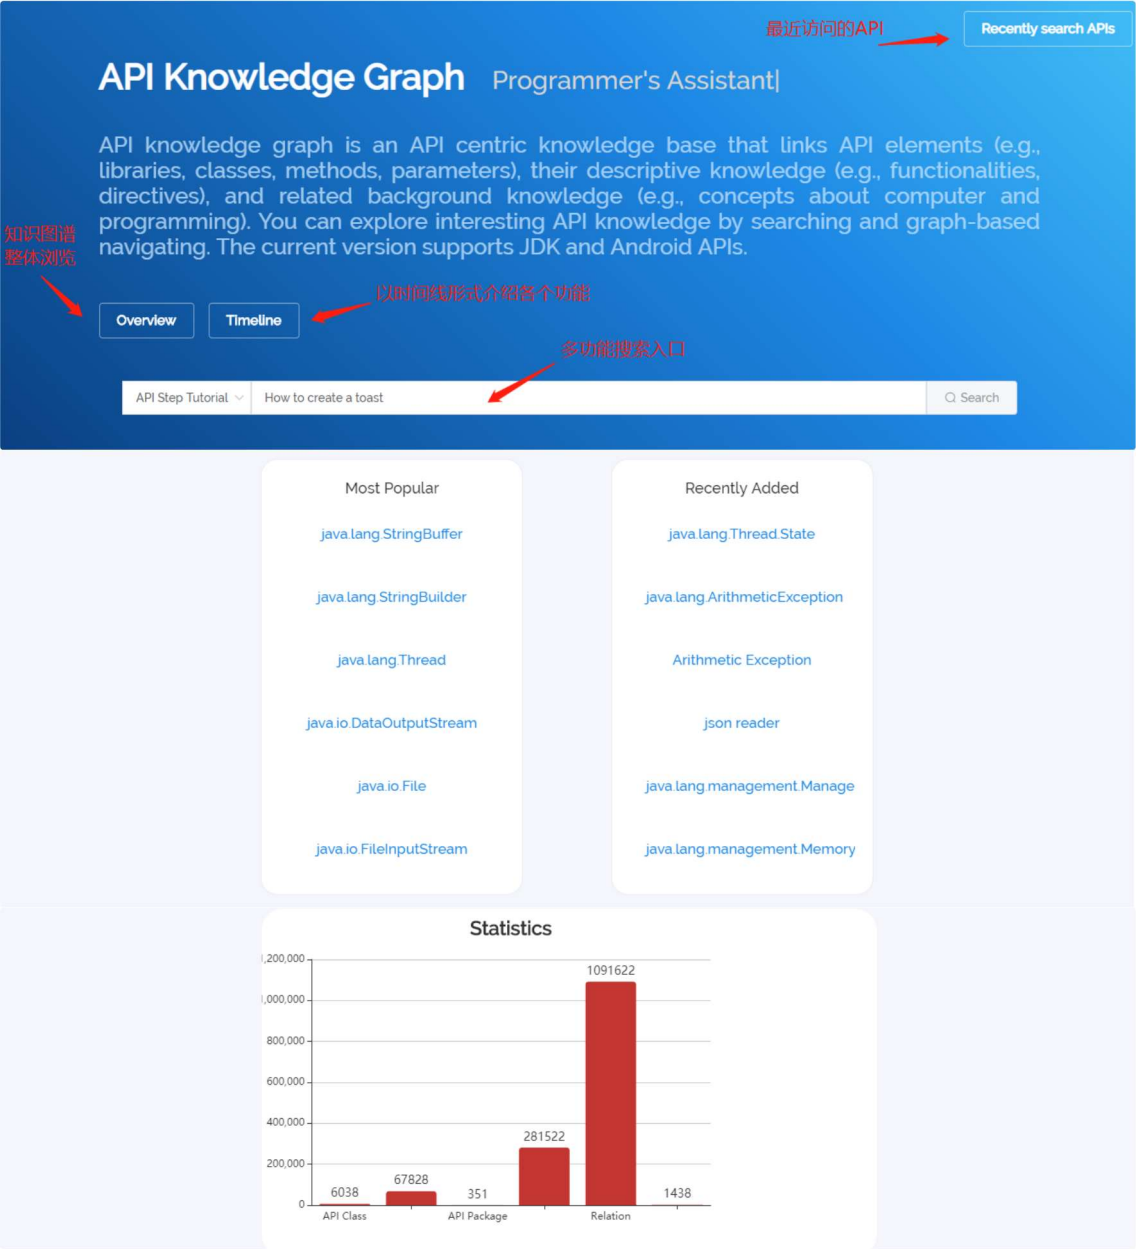 最近访问的API
Recently search APIs
API Knowledge Graph Programmer's Assistant|
API knowledge graph is an API centric knowledge base that links API elements (e.g.,
libraries, classes, methods, parameters), their descriptive knowledge (e.g., functionalities,
directives), and related background knowledge (e.g., concepts about computer and
programming). You can explore interesting API knowledge by searching and graph-based
navigating. The current version supports JDK and Android APIs.
知识图谱
整体浏览
以时间线形式介绍各个功能
Overview
Timeline
多功能搜索入口
API Step Tutorial
How to create a toast
Search
Most Popular
java.lang.StringBuffer
java.lang.StringBuilder
java.lang.Thread
java.io.DataOutputStream
java.io.File
java.io.FileInputStream
Recently Added
java.lang.Thread.State
java.lang.ArithmeticException
Arithmetic Exception
json reader
java.lang.management.Manage
java.lang.management.Memory
Statistics
,200,000
,000,000
800,000
600,000
400,000
200,000
0
6038
67828
351
281522
1091622
1438
API Class
API Package
Relation